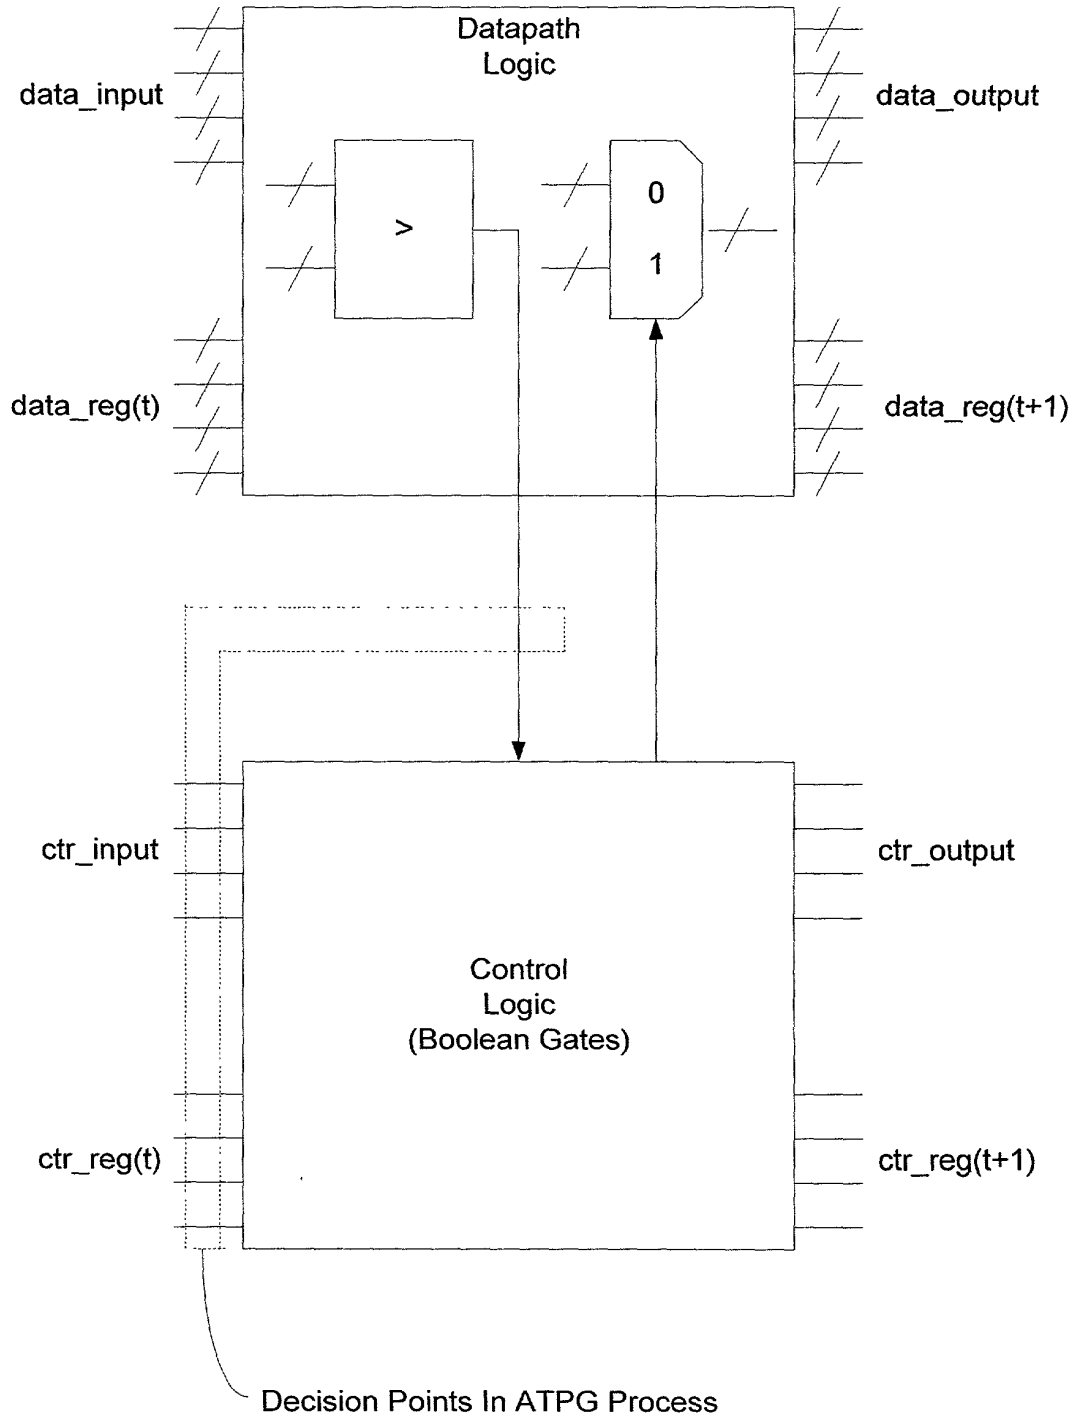 Datapath
Logic
data_input
data_output
>
0
1
data_reg(t)
data_reg(t+1)
ctr_input
ctr_output
Control
Logic
(Boolean Gates)
ctr_reg(t)
ctr_reg(t+1)
Decision Points In ATPG Process